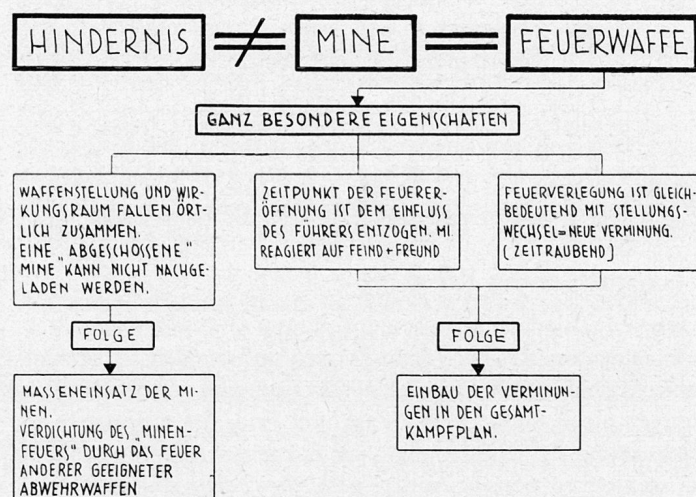 HINDERNIS ≠ MINE = FEUERWAFFE
GANZ BESONDERE EIGENSCHAFTEN
WAFFENSTELLUNG UND WIR-
KUNGSRAUM FALLEN ÖRT-
LICH ZUSAMMEN.
EINE „ABGESCHOSSENE"
MINE KANN NICHT NACHGE-
LADEN WERDEN.
ZEITPUNKT DER FEUERER-
ÖFFNUNG IST DEM EINFLUSS
DES FÜHRERS ENTZOGEN. MI
REAGIERT AUF FEIND+FREUND
FEUERVERLEGUNG IST GLEICH-
BEDEUTEND MIT STELLUNGS-
WECHSEL=NEUE VERMINUNG.
(ZEITRAUBEND)
FOLGE
FOLGE
MASSENEINSATZ DER MI-
NEN.
VERDICHTUNG DES „MINEN-
FEUERS" DURCH DAS FEUER
ANDERER GEEIGNETER
ABWEHRWAFFEN
EINBAU DER VERMINUN-
GEN IN DEN GESAMT-
KAMPFPLAN.